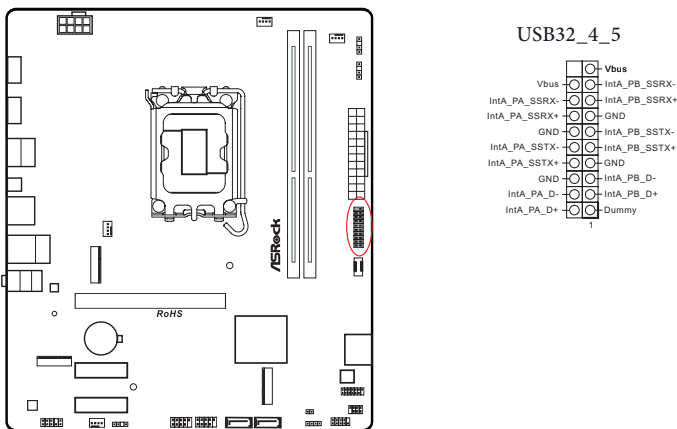 USB32_4_5
Vbus
Vbus
IntA_PB_SSRX-
IntA_PA_SSRX-
IntA_PB_SSRX+
IntA_PA_SSRX+
GND
GND
IntA_PB_SSTX-
IntA_PA_SSTX-
IntA_PB_SSTX+
IntA_PA_SSTX+
GND
GND
IntA_PB_D-
IntA_PA_D-
IntA_PB_D+
IntA_PA_D+
Dummy
1
ASRock
RoHS